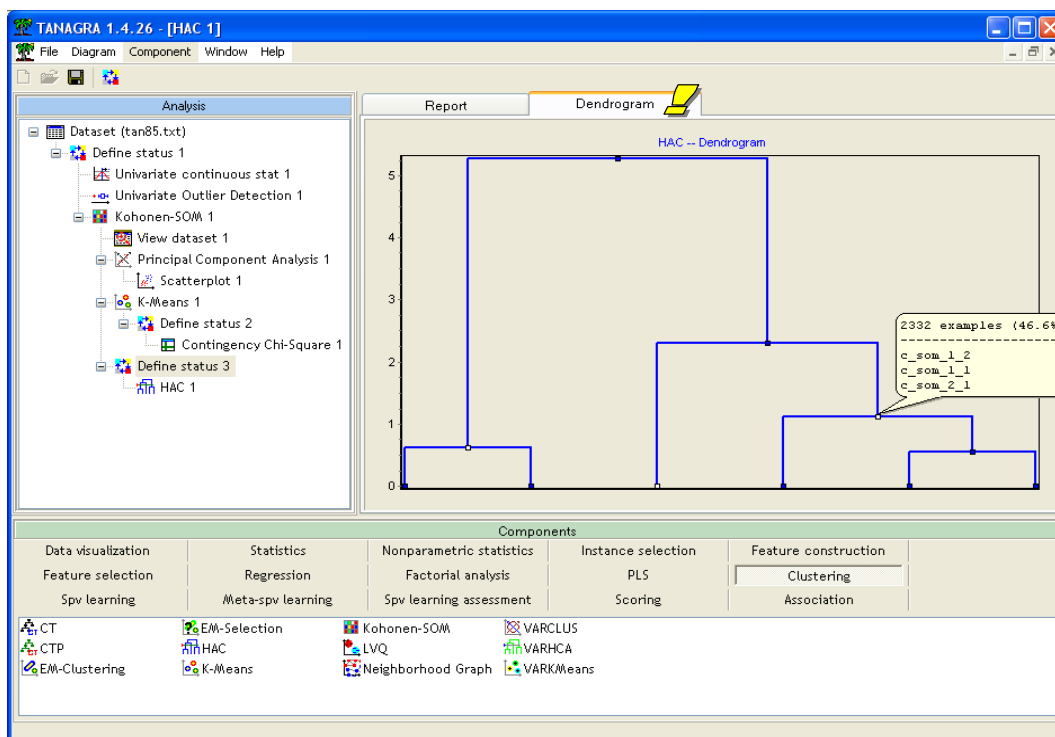 TANAGRA 1.4.26 - [HAC 1]
File Diagram Component Window Help
Analysis
Dataset (tan85.txt)
Define status 1
Univariate continuous stat 1
Univariate Outlier Detection 1
Kohonen-SOM 1
View dataset 1
Principal Component Analysis 1
Scatterplot 1
K-Means 1
Define status 2
Contingency Chi-Square 1
Define status 3
HAC 1
Report Dendrogram
HAC -- Dendrogram
5
4
3
2
1
0
2332 examples (46.6%
--------------------
c_som_1_2
c_som_1_1
c_som_2_1
Components
Data visualization Statistics Nonparametric statistics Instance selection Feature construction
Feature selection Regression Factorial analysis PLS Clustering
Spv learning Meta-spv learning Spv learning assessment Scoring Association
CT EM-Selection Kohonen-SOM VARCLUS
CTP HAC LVQ VARHCA
EM-Clustering K-Means Neighborhood Graph VARKMeans